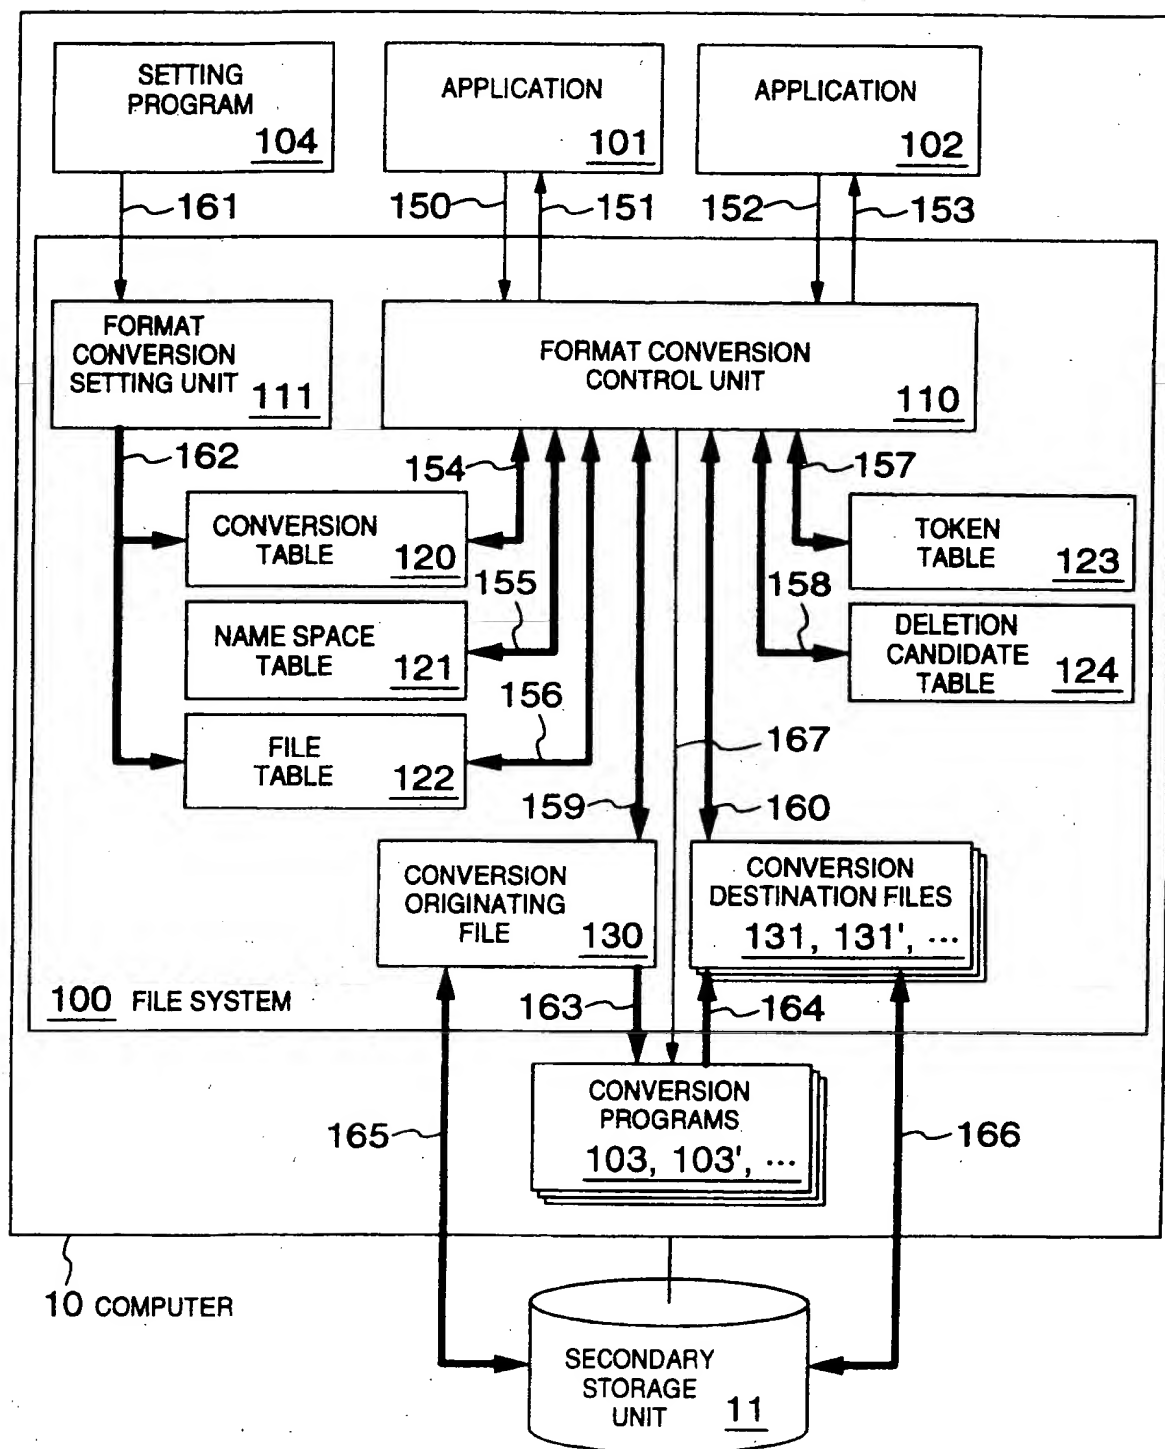 SETTING
PROGRAM
104
APPLICATION
101
APPLICATION
102
161
150
151
152
153
FORMAT
CONVERSION
SETTING UNIT
111
FORMAT CONVERSION
CONTROL UNIT
110
162
154
157
CONVERSION
TABLE
120
TOKEN
TABLE
123
155
158
NAME SPACE
TABLE
121
DELETION
CANDIDATE
TABLE
124
156
FILE
TABLE
122
167
159
160
CONVERSION
ORIGINATING
FILE
130
CONVERSION
DESTINATION FILES
131, 131', ...
100 FILE SYSTEM
163
164
CONVERSION
PROGRAMS
103, 103', ...
165
166
10 COMPUTER
SECONDARY
STORAGE
UNIT
11